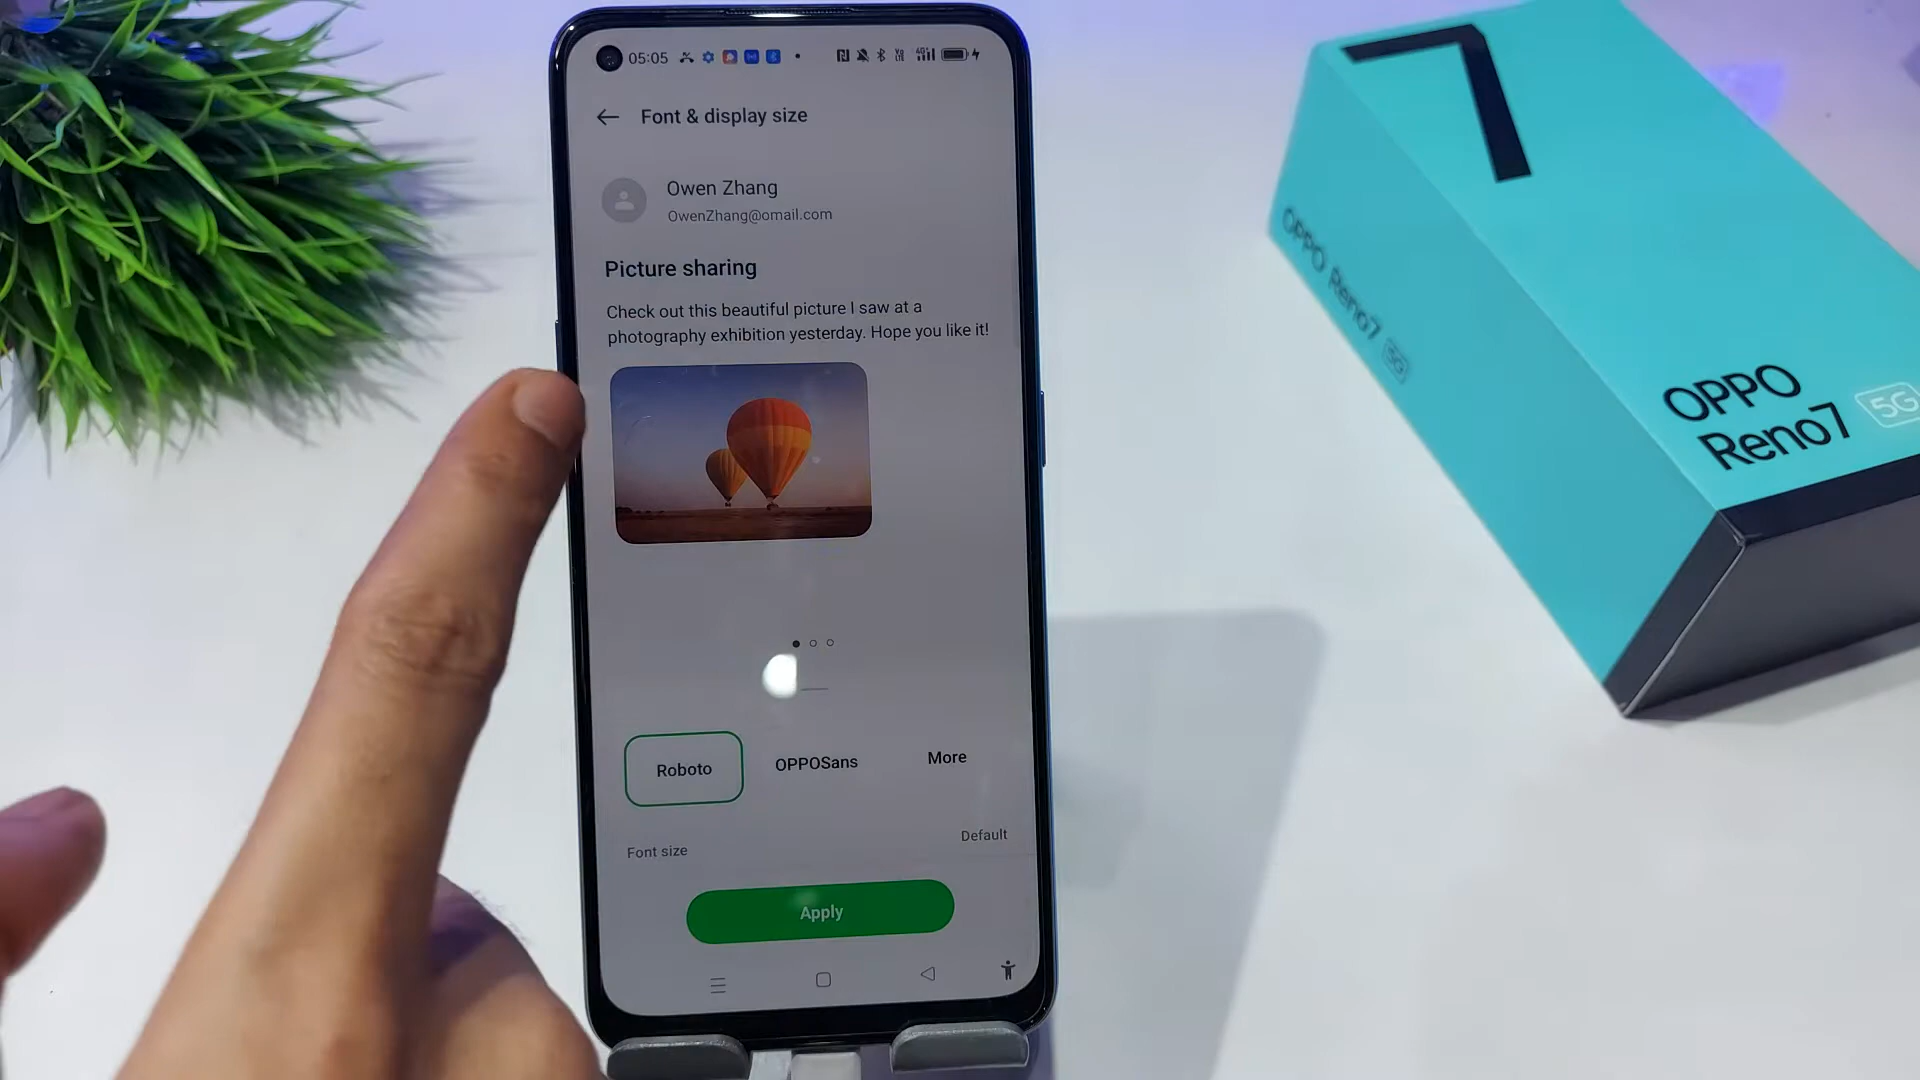 05:05
Font & display size
Owen Zhang
OwenZhang@omail.com
Picture sharing
Check out this beautiful picture I saw at a
photography exhibition yesterday. Hope you like it!
Roboto
OPPOSans
More
Font size
Default
Apply
7
OPPO Reno7 5G
OPPO
Reno7 5G